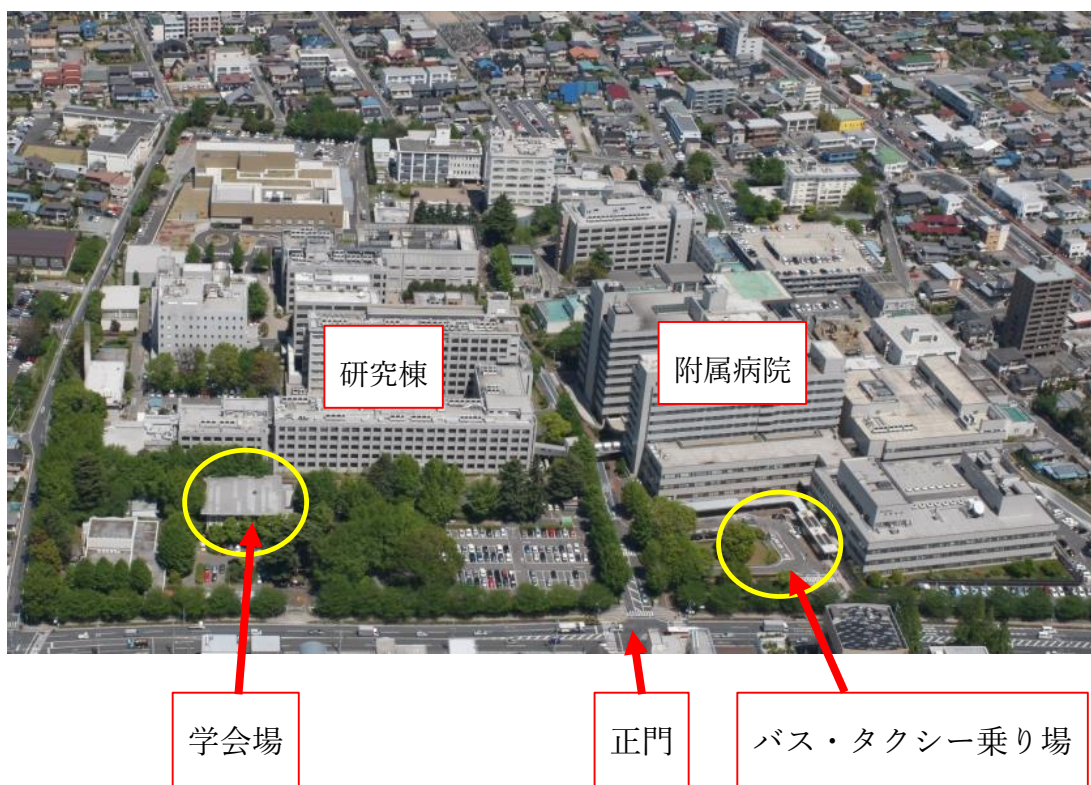 研究棟
附属病院
学会場
正門
バス・タクシー乗り場